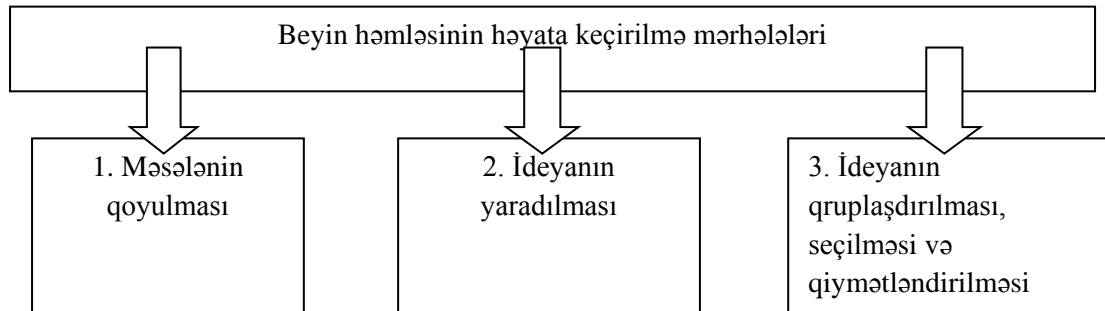 Beyin həmləsinin həyata keçirilmə mərhələləri
1. Məsələnin
qoyulması
2. İdeyanın
yaradılması
3. İdeyanın
qruplaşdırılması,
seçilməsi və
qiymətləndirilməsi